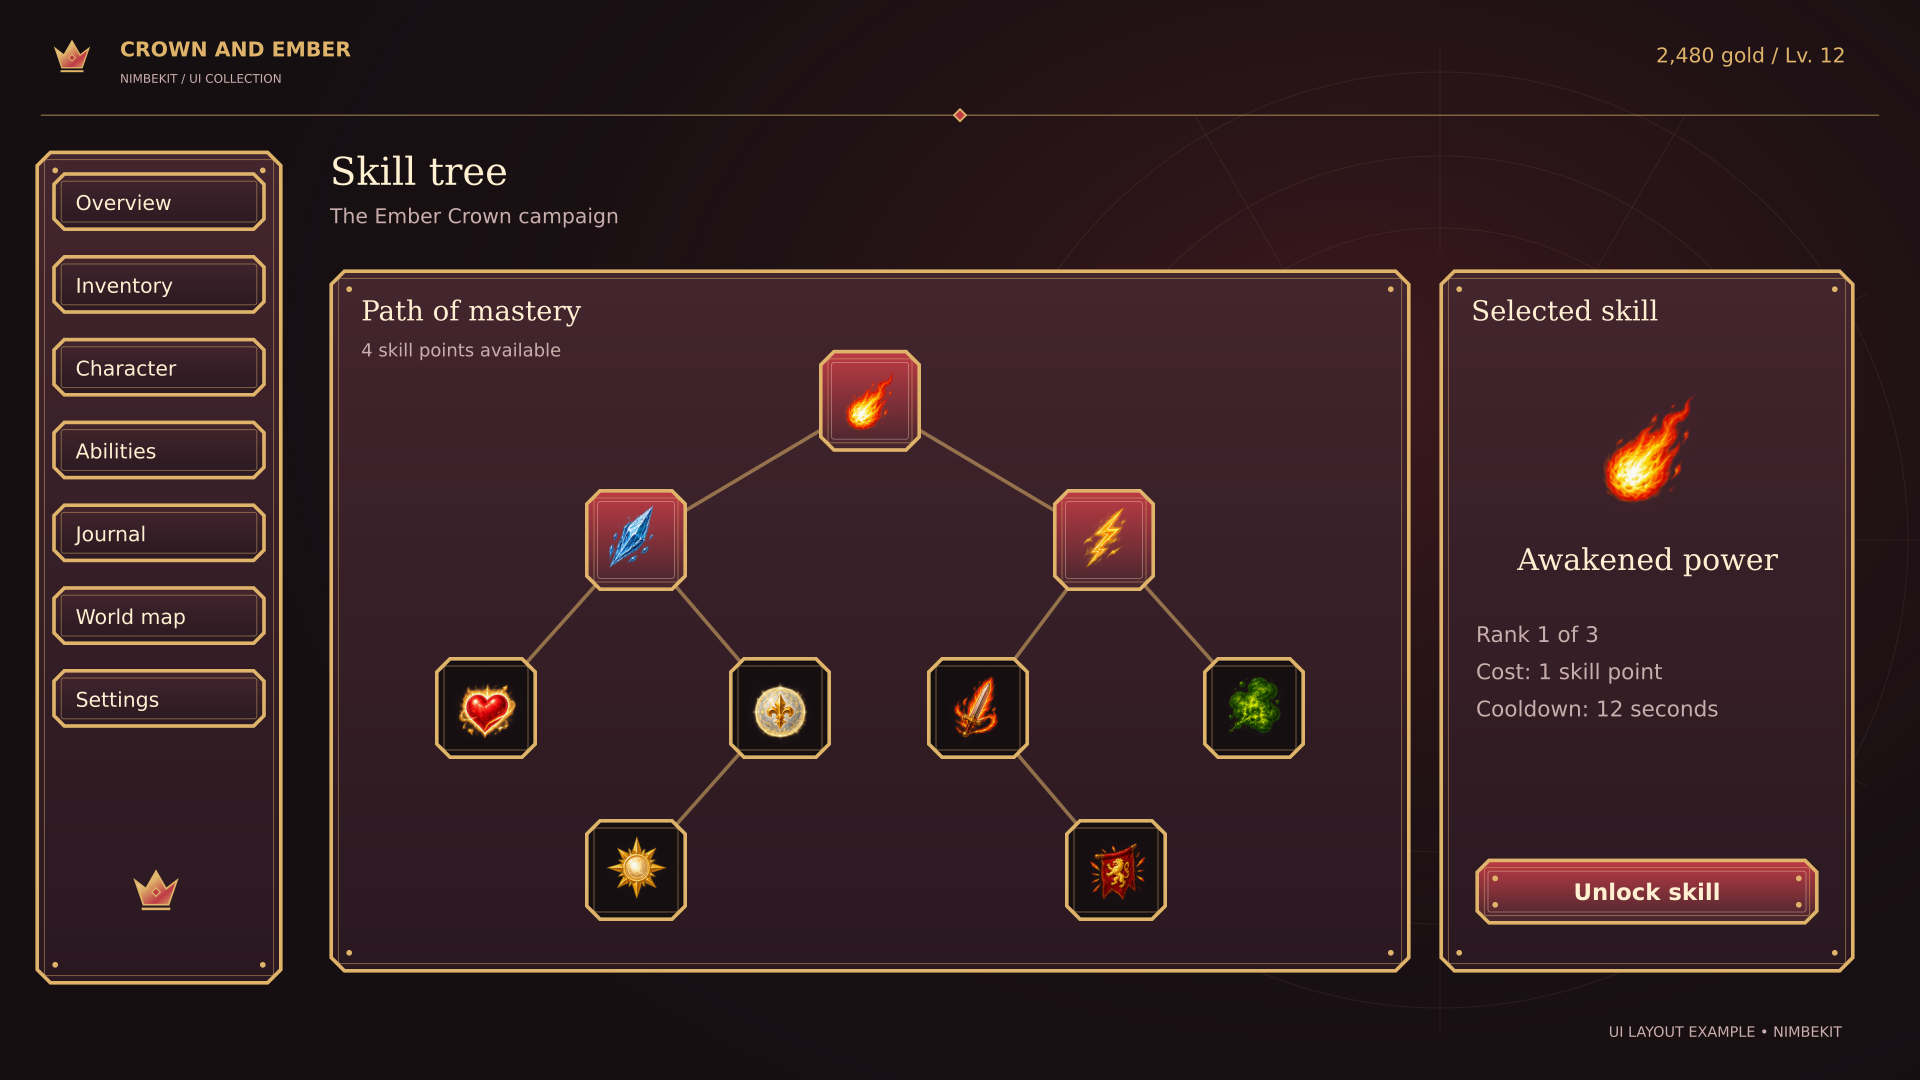 CROWN AND EMBER
NIMBEKIT / UI COLLECTION
2,480 gold / Lv. 12
Overview
Inventory
Character
Abilities
Journal
World map
Settings
Skill tree
The Ember Crown campaign
Path of mastery
4 skill points available
Selected skill
Awakened power
Rank 1 of 3
Cost: 1 skill point
Cooldown: 12 seconds
Unlock skill
UI LAYOUT EXAMPLE • NIMBEKIT